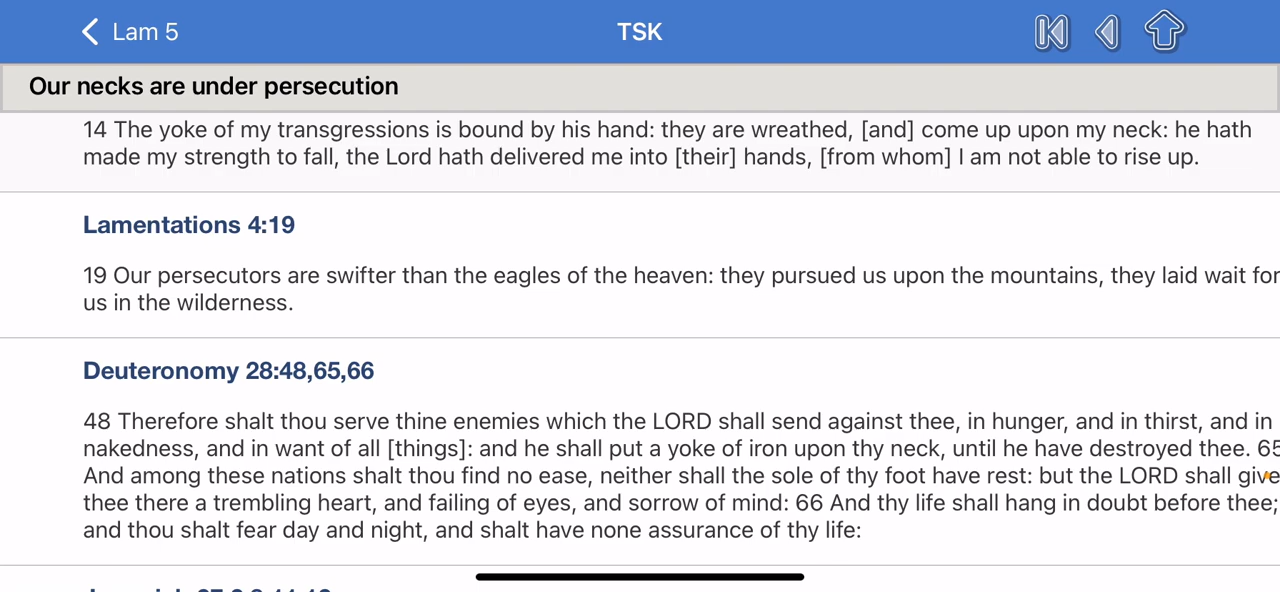 Lam 5
TSK
Our necks are under persecution
14 The yoke of my transgressions is bound by his hand: they are wreathed, [and] come up upon my neck: he hath
made my strength to fall, the Lord hath delivered me into [their] hands, [from whom] I am not able to rise up.
Lamentations 4:19
19 Our persecutors are swifter than the eagles of the heaven: they pursued us upon the mountains, they laid wait for
us in the wilderness.
Deuteronomy 28:48,65,66
48 Therefore shalt thou serve thine enemies which the LORD shall send against thee, in hunger, and in thirst, and in
nakedness, and in want of all [things]: and he shall put a yoke of iron upon thy neck, until he have destroyed thee. 65
And among these nations shalt thou find no ease, neither shall the sole of thy foot have rest: but the LORD shall give
thee there a trembling heart, and failing of eyes, and sorrow of mind: 66 And thy life shall hang in doubt before thee;
and thou shalt fear day and night, and shalt have none assurance of thy life: